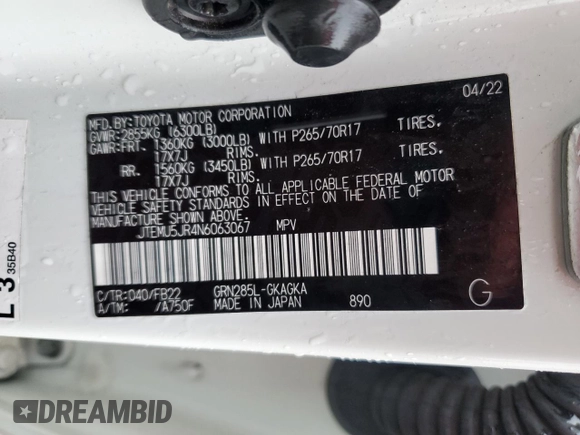 04/22
MFD.BY:TOYOTA MOTOR CORPORATION
GVWR:2855KG (6300LB)
GAWR:FRT. 1360KG (3000LB) WITH P265/70R17 TIRES.
17X7J RIMS.
RR. 1560KG (3450LB) WITH P265/70R17 TIRES.
17X7J RIMS.
THIS VEHICLE CONFORMS TO ALL APPLICABLE FEDERAL MOTOR
VEHICLE SAFETY STANDARDS IN EFFECT ON THE DATE OF
MANUFACTURE SHOWN ABOVE.
JTEMU5JR4N6063067 MPV
C/TR:040/FB22 GRN285L-GKAGKA
A/TM: /A750F MADE IN JAPAN 890 G
3 35B40
DREAMBID